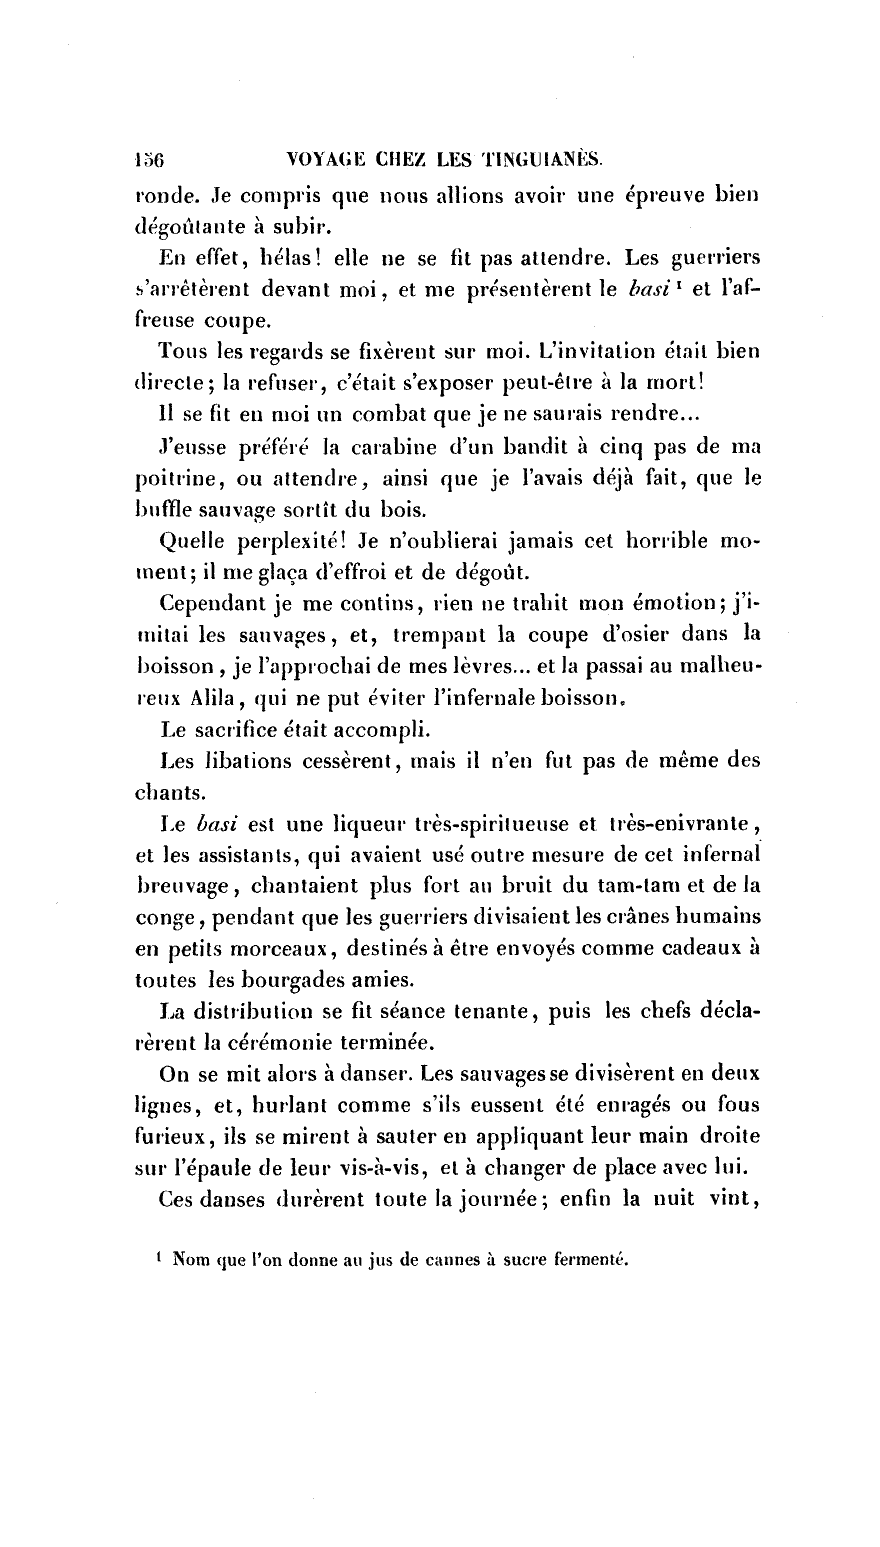 156 VOYAGE CHEZ LES TINGUIANÈS.
ronde. Je compris que nous allions avoir une épreuve bien
dégoûtante à subir.
En effet, hélas! elle ne se fit pas attendre. Les guerriers
s'arrêtèrent devant moi, et me présentèrent le basi ¹ et l'af-
freuse coupe.
Tous les regards se fixèrent sur moi. L'invitation était bien
directe; la refuser, c'était s'exposer peut-être à la mort!
Il se fit en moi un combat que je ne saurais rendre...
J'eusse préféré la carabine d'un bandit à cinq pas de ma
poitrine, ou attendre, ainsi que je l'avais déjà fait, que le
buffle sauvage sortît du bois.
Quelle perplexité! Je n'oublierai jamais cet horrible mo-
ment; il me glaça d'effroi et de dégoût.
Cependant je me contins, rien ne trahit mon émotion; j'i-
mitai les sauvages, et, trempant la coupe d'osier dans la
boisson, je l'approchai de mes lèvres... et la passai au malheu-
reux Alila, qui ne put éviter l'infernale boisson.
Le sacrifice était accompli.
Les libations cessèrent, mais il n'en fut pas de même des
chants.
Le basi est une liqueur très-spiritueuse et très-enivrante,
et les assistants, qui avaient usé outre mesure de cet infernal
breuvage, chantaient plus fort au bruit du tam-tam et de la
conge, pendant que les guerriers divisaient les crânes humains
en petits morceaux, destinés à être envoyés comme cadeaux à
toutes les bourgades amies.
La distribution se fit séance tenante, puis les chefs décla-
rèrent la cérémonie terminée.
On se mit alors à danser. Les sauvages se divisèrent en deux
lignes, et, hurlant comme s'ils eussent été enragés ou fous
furieux, ils se mirent à sauter en appliquant leur main droite
sur l'épaule de leur vis-à-vis, et à changer de place avec lui.
Ces danses durèrent toute la journée; enfin la nuit vint,
¹ Nom que l'on donne au jus de cannes à sucre fermenté.